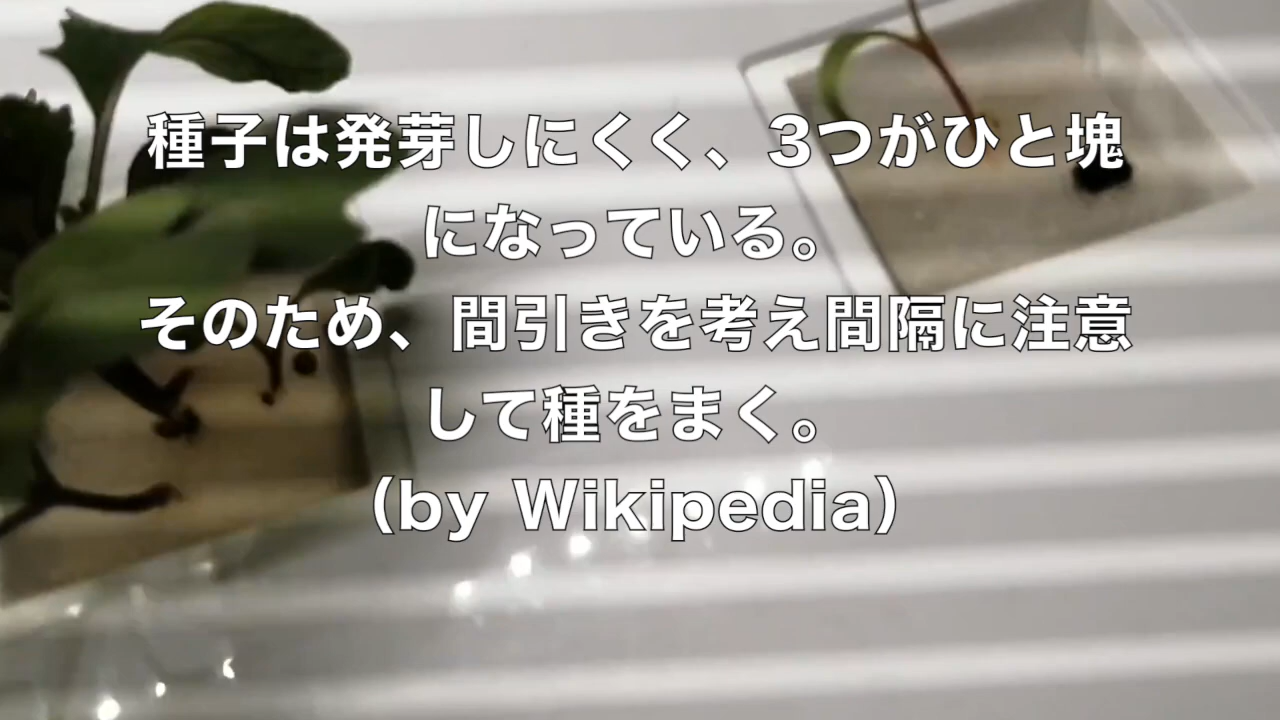 種子は発芽しにくく、3つがひと塊
になっている。
そのため、間引きを考え間隔に注意
して種をまく。
（by Wikipedia）